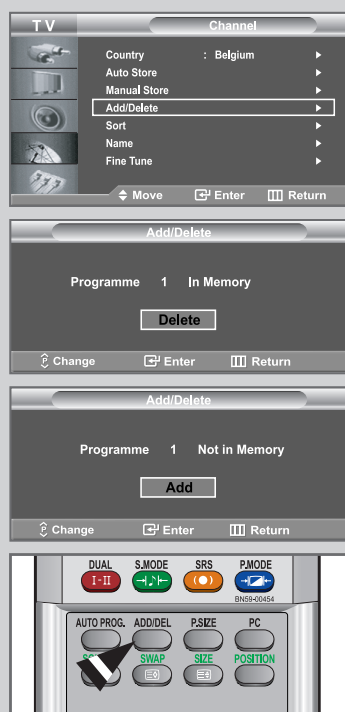 TV Channel
Country : Belgium
Auto Store
Manual Store
Add/Delete
Sort
Name
Fine Tune
Move Enter Return
Add/Delete
Programme 1 In Memory
Delete
P Change Enter Return
Add/Delete
Programme 1 Not in Memory
Add
P Change Enter Return
DUAL S.MODE SRS P.MODE
I-II
BN59-00454
AUTO PROG. ADD/DEL P.SIZE PC
SWAP SIZE POSITION